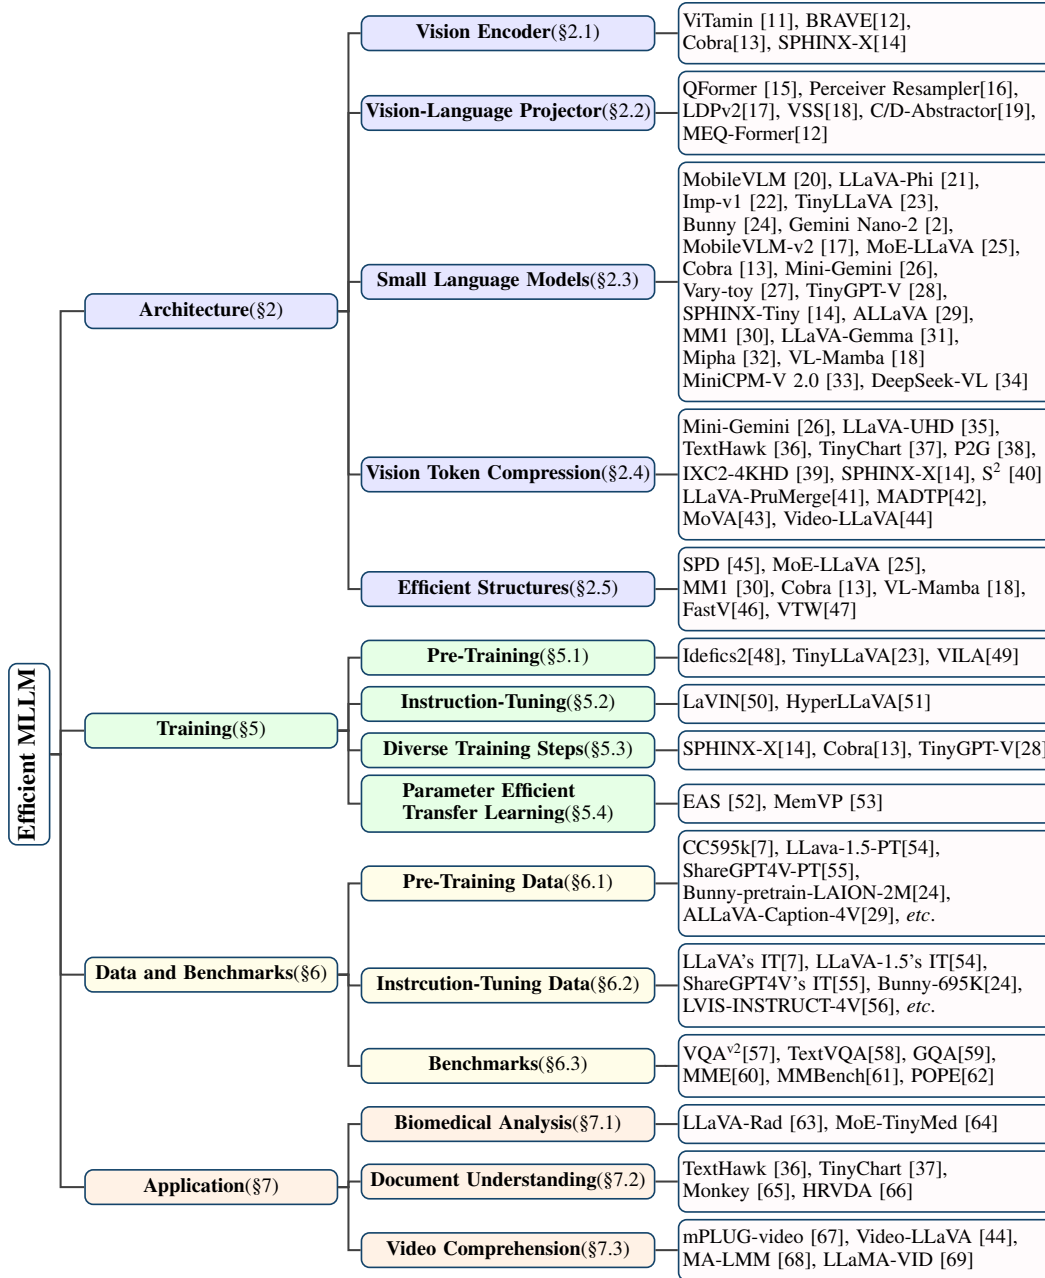 Efficient MLLM
Architecture(§2)
Vision Encoder(§2.1)
ViTamin [11], BRAVE[12],
Cobra[13], SPHINX-X[14]
Vision-Language Projector(§2.2)
QFormer [15], Perceiver Resampler[16],
LDPv2[17], VSS[18], C/D-Abstractor[19],
MEQ-Former[12]
Small Language Models(§2.3)
MobileVLM [20], LLaVA-Phi [21],
Imp-v1 [22], TinyLLaVA [23],
Bunny [24], Gemini Nano-2 [2],
MobileVLM-v2 [17], MoE-LLaVA [25],
Cobra [13], Mini-Gemini [26],
Vary-toy [27], TinyGPT-V [28],
SPHINX-Tiny [14], ALLaVA [29],
MM1 [30], LLaVA-Gemma [31],
Mipha [32], VL-Mamba [18]
MiniCPM-V 2.0 [33], DeepSeek-VL [34]
Vision Token Compression(§2.4)
Mini-Gemini [26], LLaVA-UHD [35],
TextHawk [36], TinyChart [37], P2G [38],
IXC2-4KHD [39], SPHINX-X[14], S² [40]
LLaVA-PruMerge[41], MADTP[42],
MoVA[43], Video-LLaVA[44]
Efficient Structures(§2.5)
SPD [45], MoE-LLaVA [25],
MM1 [30], Cobra [13], VL-Mamba [18],
FastV[46], VTW[47]
Training(§5)
Pre-Training(§5.1)
Idefics2[48], TinyLLaVA[23], VILA[49]
Instruction-Tuning(§5.2)
LaVIN[50], HyperLLaVA[51]
Diverse Training Steps(§5.3)
SPHINX-X[14], Cobra[13], TinyGPT-V[28]
Parameter Efficient
Transfer Learning(§5.4)
EAS [52], MemVP [53]
Data and Benchmarks(§6)
Pre-Training Data(§6.1)
CC595k[7], LLava-1.5-PT[54],
ShareGPT4V-PT[55],
Bunny-pretrain-LAION-2M[24],
ALLaVA-Caption-4V[29], etc.
Instrcution-Tuning Data(§6.2)
LLaVA's IT[7], LLaVA-1.5's IT[54],
ShareGPT4V's IT[55], Bunny-695K[24],
LVIS-INSTRUCT-4V[56], etc.
Benchmarks(§6.3)
VQAᵛ²[57], TextVQA[58], GQA[59],
MME[60], MMBench[61], POPE[62]
Application(§7)
Biomedical Analysis(§7.1)
LLaVA-Rad [63], MoE-TinyMed [64]
Document Understanding(§7.2)
TextHawk [36], TinyChart [37],
Monkey [65], HRVDA [66]
Video Comprehension(§7.3)
mPLUG-video [67], Video-LLaVA [44],
MA-LMM [68], LLaMA-VID [69]